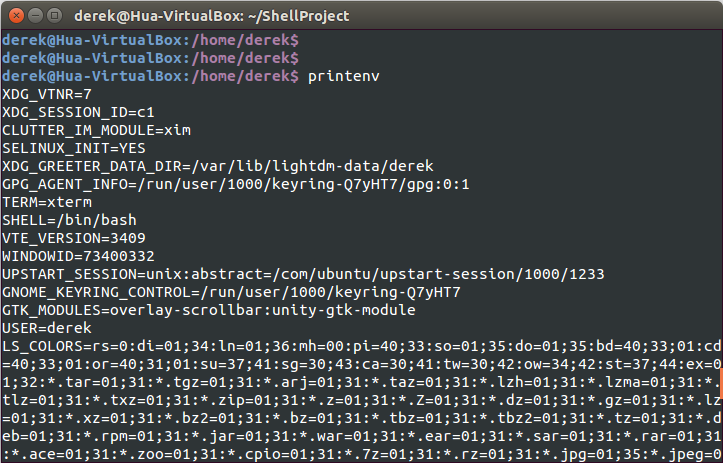 derek@Hua-VirtualBox: ~/ShellProject
derek@Hua-VirtualBox:/home/derek$
derek@Hua-VirtualBox:/home/derek$
derek@Hua-VirtualBox:/home/derek$ printenv
XDG_VTNR=7
XDG_SESSION_ID=c1
CLUTTER_IM_MODULE=xim
SELINUX_INIT=YES
XDG_GREETER_DATA_DIR=/var/lib/lightdm-data/derek
GPG_AGENT_INFO=/run/user/1000/keyring-Q7yHT7/gpg:0:1
TERM=xterm
SHELL=/bin/bash
VTE_VERSION=3409
WINDOWID=73400332
UPSTART_SESSION=unix:abstract=/com/ubuntu/upstart-session/1000/1233
GNOME_KEYRING_CONTROL=/run/user/1000/keyring-Q7yHT7
GTK_MODULES=overlay-scrollbar:unity-gtk-module
USER=derek
LS_COLORS=rs=0:di=01;34:ln=01;36:mh=00:pi=40;33:so=01;35:do=01;35:bd=40;33;01:cd
=40;33;01:or=40;31;01:su=37;41:sg=30;43:ca=30;41:tw=30;42:ow=34;42:st=37;44:ex=0
1;32:*.tar=01;31:*.tgz=01;31:*.arj=01;31:*.taz=01;31:*.lzh=01;31:*.lzma=01;31:*.
tlz=01;31:*.txz=01;31:*.zip=01;31:*.z=01;31:*.Z=01;31:*.dz=01;31:*.gz=01;31:*.lz
=01;31:*.xz=01;31:*.bz2=01;31:*.bz=01;31:*.tbz=01;31:*.tbz2=01;31:*.tz=01;31:*.d
eb=01;31:*.rpm=01;31:*.jar=01;31:*.war=01;31:*.ear=01;31:*.sar=01;31:*.rar=01;31
:*.ace=01;31:*.zoo=01;31:*.cpio=01;31:*.7z=01;31:*.rz=01;31:*.jpg=01;35:*.jpeg=0